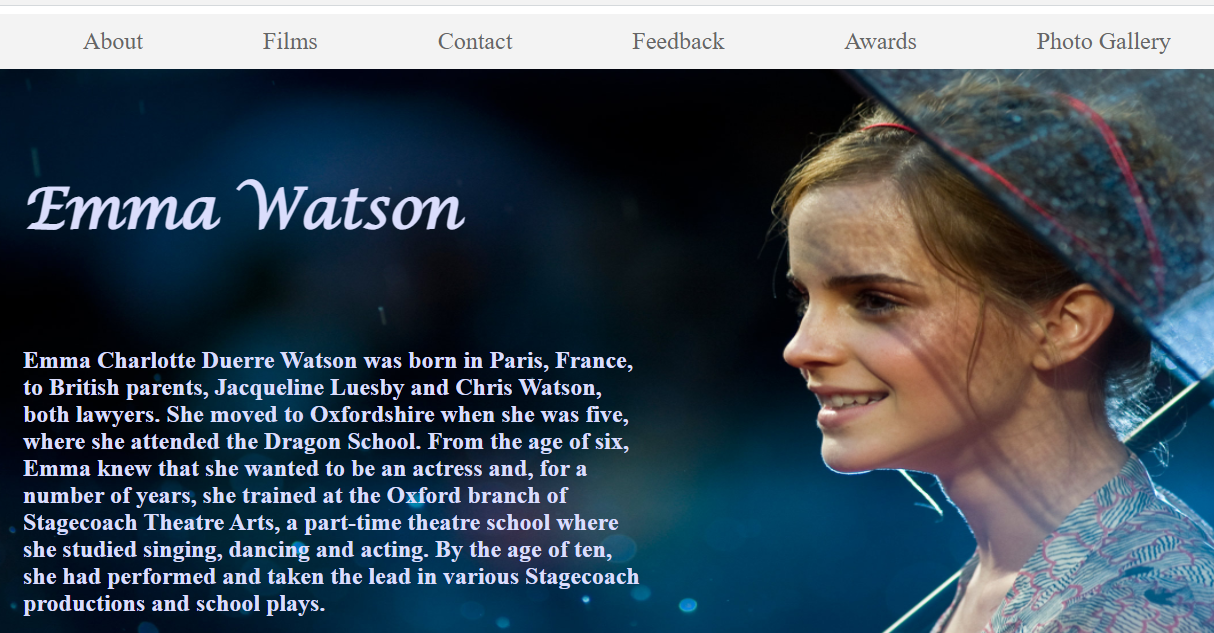 About Films Contact Feedback Awards Photo Gallery
Emma Watson
Emma Charlotte Duerre Watson was born in Paris, France,
to British parents, Jacqueline Luesby and Chris Watson,
both lawyers. She moved to Oxfordshire when she was five,
where she attended the Dragon School. From the age of six,
Emma knew that she wanted to be an actress and, for a
number of years, she trained at the Oxford branch of
Stagecoach Theatre Arts, a part-time theatre school where
she studied singing, dancing and acting. By the age of ten,
she had performed and taken the lead in various Stagecoach
productions and school plays.